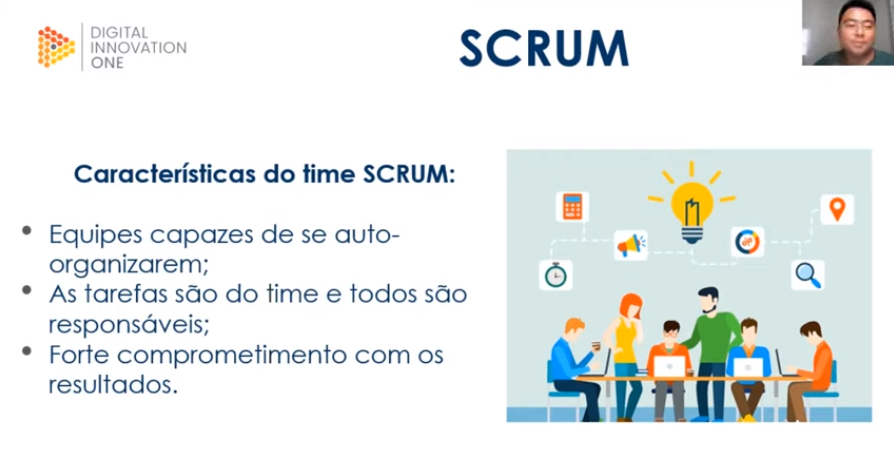 DIGITAL
INNOVATION
ONE
SCRUM
Características do time SCRUM:
• Equipes capazes de se auto-
organizarem;
• As tarefas são do time e todos são
responsáveis;
• Forte comprometimento com os
resultados.